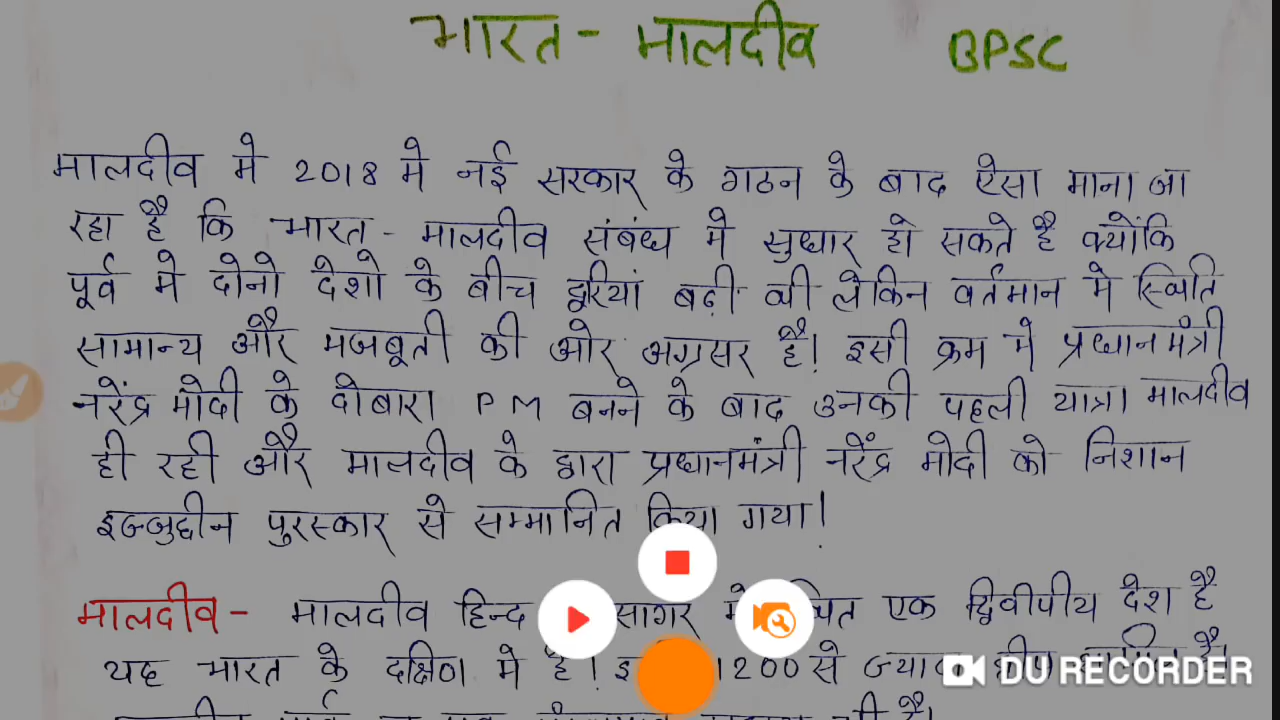 भारत - मालदीव BPSC
मालदीव मे 2018 मे नई सरकार के गठन के बाद ऐसा माना जा
रहा है कि भारत - मालदीव संबंध मे सुधार हो सकते है क्योंकि
पूर्व मे दोनो देशो के बीच दूरियां बढ़ी थी लेकिन वर्तमान मे स्थिति
सामान्य और मजबूती की ओर अग्रसर है! इसी क्रम मे प्रधानमंत्री
नरेंद्र मोदी के दोबारा PM बनने के बाद उनकी पहली यात्रा मालदीव
ही रही और मालदीव के द्वारा प्रधानमंत्री नरेंद्र मोदी को निशान
इज्जुद्दीन पुरस्कार से सम्मानित किया गया!
मालदीव - मालदीव हिन्द सागर मे एक द्विवीपीय देश है
यह भारत के दक्षिण मे है! 1200 से
DU RECORDER